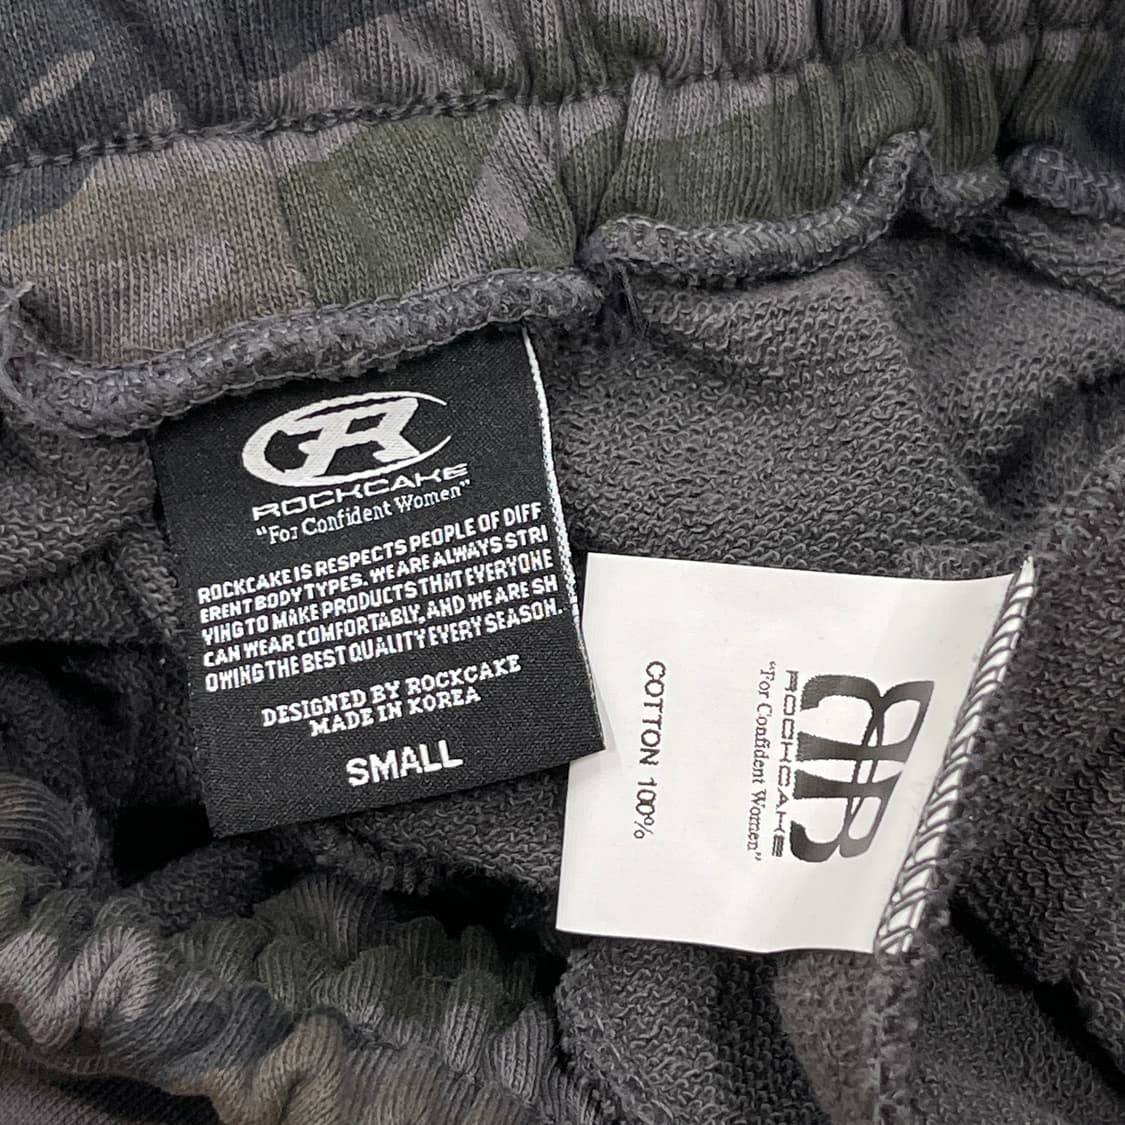 ROCKCAKE
"For Confident Women"
ROCKCAKE IS RESPECTS PEOPLE OF DIFF
ERENT BODY TYPES. WE ARE ALWAYS STRI
VING TO MAKE PRODUCTS THAT EVERYONE
CAN WEAR COMFORTABLY, AND WE ARE SH
OWING THE BEST QUALITY EVERY SEASON.
DESIGNED BY ROCKCAKE
MADE IN KOREA
SMALL
ROCKCAKE
"For Confident Women"
COTTON 100%